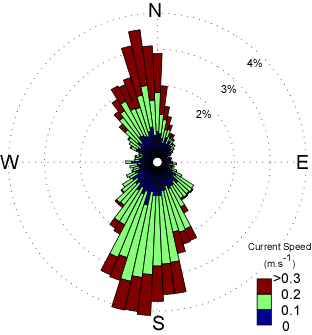 N
4%
3%
2%
W
E
S
Current Speed
(m.s⁻¹)
>0.3
0.2
0.1
0